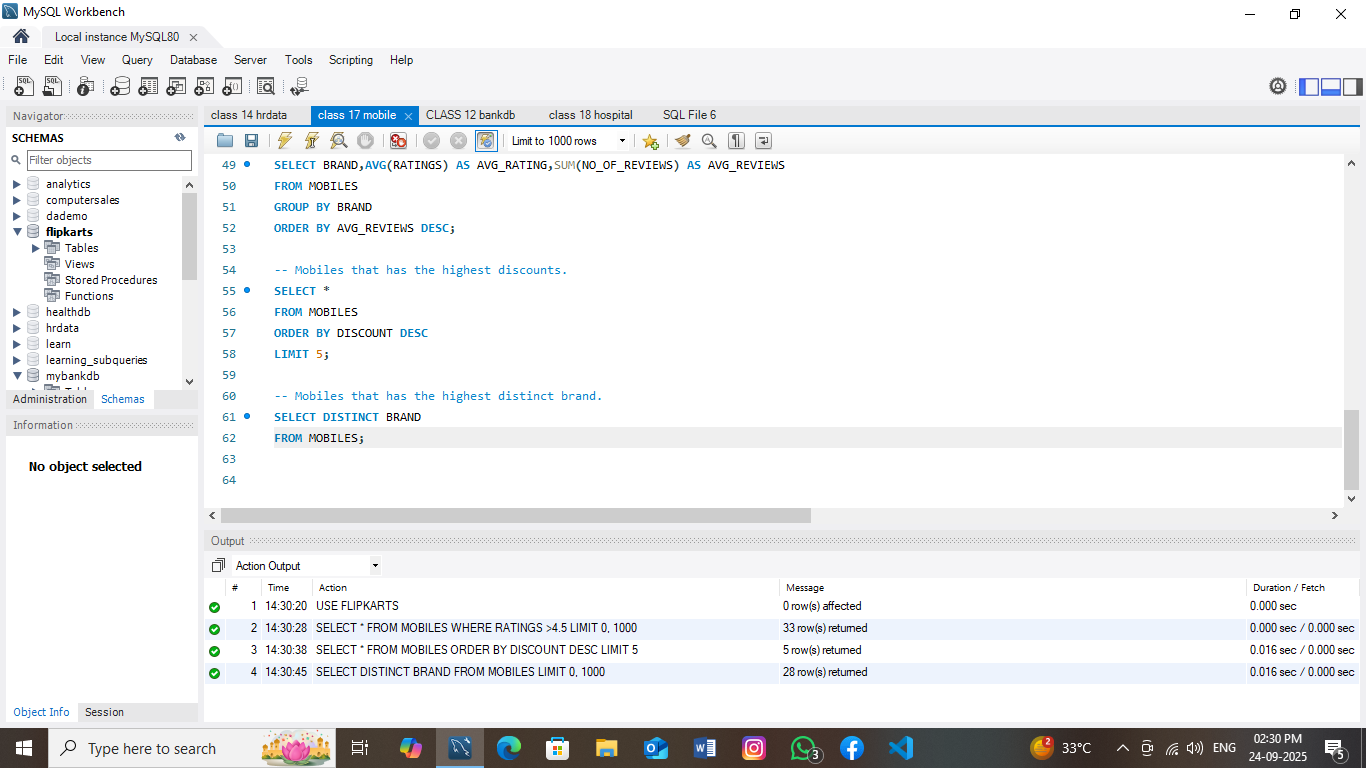 MySQL Workbench
Local instance MySQL80
File Edit View Query Database Server Tools Scripting Help
Navigator
SCHEMAS
Filter objects
analytics
computersales
dademo
flipkarts
Tables
Views
Stored Procedures
Functions
healthdb
hrdata
learn
learning_subqueries
mybankdb
Administration Schemas
Information
No object selected
Object Info Session
class 14 hrdata class 17 mobile CLASS 12 bankdb class 18 hospital SQL File 6
Limit to 1000 rows
49 SELECT BRAND,AVG(RATINGS) AS AVG_RATING,SUM(NO_OF_REVIEWS) AS AVG_REVIEWS
50 FROM MOBILES
51 GROUP BY BRAND
52 ORDER BY AVG_REVIEWS DESC;
53
54 -- Mobiles that has the highest discounts.
55 SELECT *
56 FROM MOBILES
57 ORDER BY DISCOUNT DESC
58 LIMIT 5;
59
60 -- Mobiles that has the highest distinct brand.
61 SELECT DISTINCT BRAND
62 FROM MOBILES;
63
64
Output
Action Output
# Time Action Message Duration / Fetch
1 14:30:20 USE FLIPKARTS 0 row(s) affected 0.000 sec
2 14:30:28 SELECT * FROM MOBILES WHERE RATINGS >4.5 LIMIT 0, 1000 33 row(s) returned 0.000 sec / 0.000 sec
3 14:30:38 SELECT * FROM MOBILES ORDER BY DISCOUNT DESC LIMIT 5 5 row(s) returned 0.016 sec / 0.000 sec
4 14:30:45 SELECT DISTINCT BRAND FROM MOBILES LIMIT 0, 1000 28 row(s) returned 0.016 sec / 0.000 sec
Type here to search
3
2
33°C
ENG
02:30 PM
24-09-2025
5